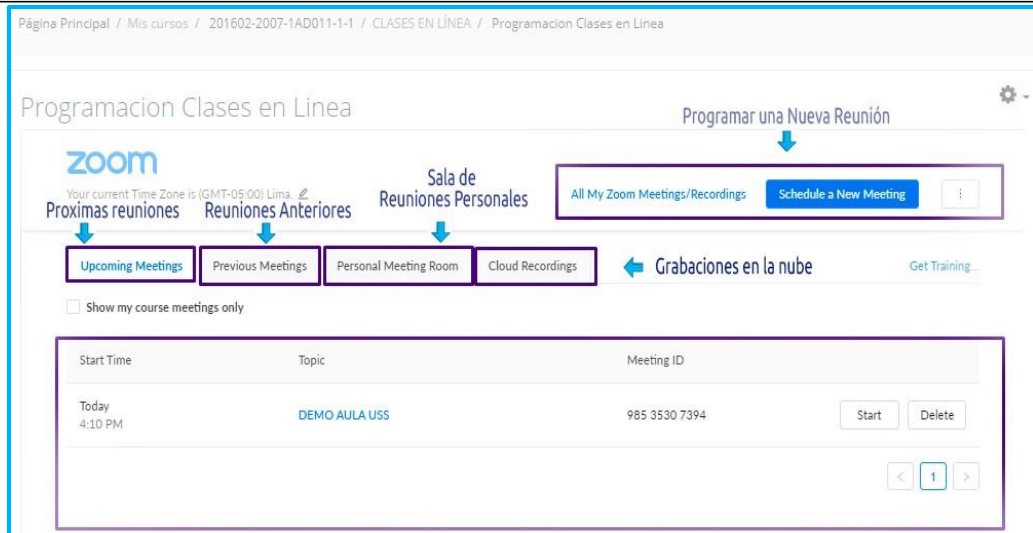 Página Principal / Mis cursos / 201602-2007-1AD011-1-1 / CLASES EN LÍNEA / Programacion Clases en Linea
Programacion Clases en Linea
Programar una Nueva Reunión
zoom
Your current Time Zone is (GMT-05:00) Lima.
All My Zoom Meetings/Recordings
Schedule a New Meeting
Proximas reuniones
Reuniones Anteriores
Sala de
Reuniones Personales
Upcoming Meetings
Previous Meetings
Personal Meeting Room
Cloud Recordings
Grabaciones en la nube
Get Training...
Show my course meetings only
Start Time Topic Meeting ID
Today
4:10 PM
DEMO AULA USS
985 3530 7394
Start
Delete
< 1 >